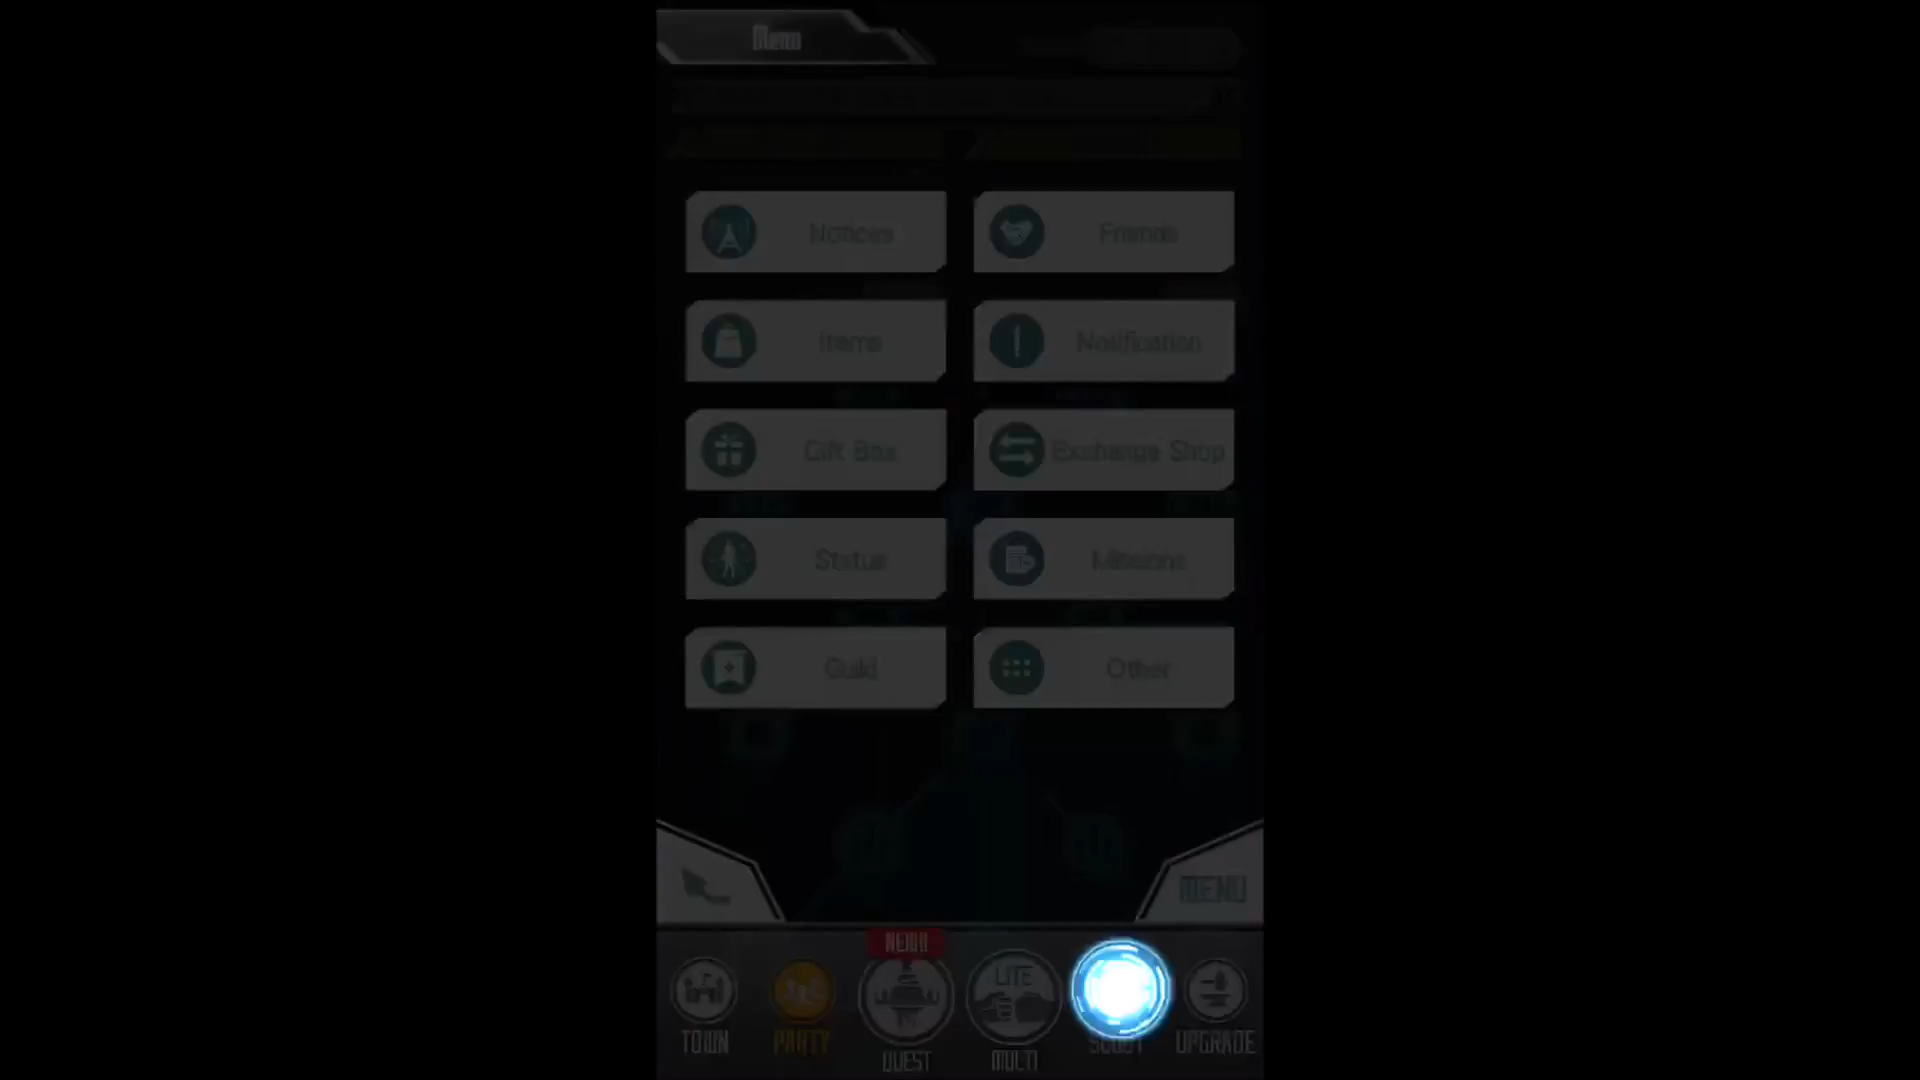 Menu
Notices
Friends
Items
Notification
Gift Box
Exchange Shop
Status
Missions
Guild
Other
MENU
NEW!!
LITE
TOWN
PARTY
QUEST
MULTI
SCOUT
UPGRADE